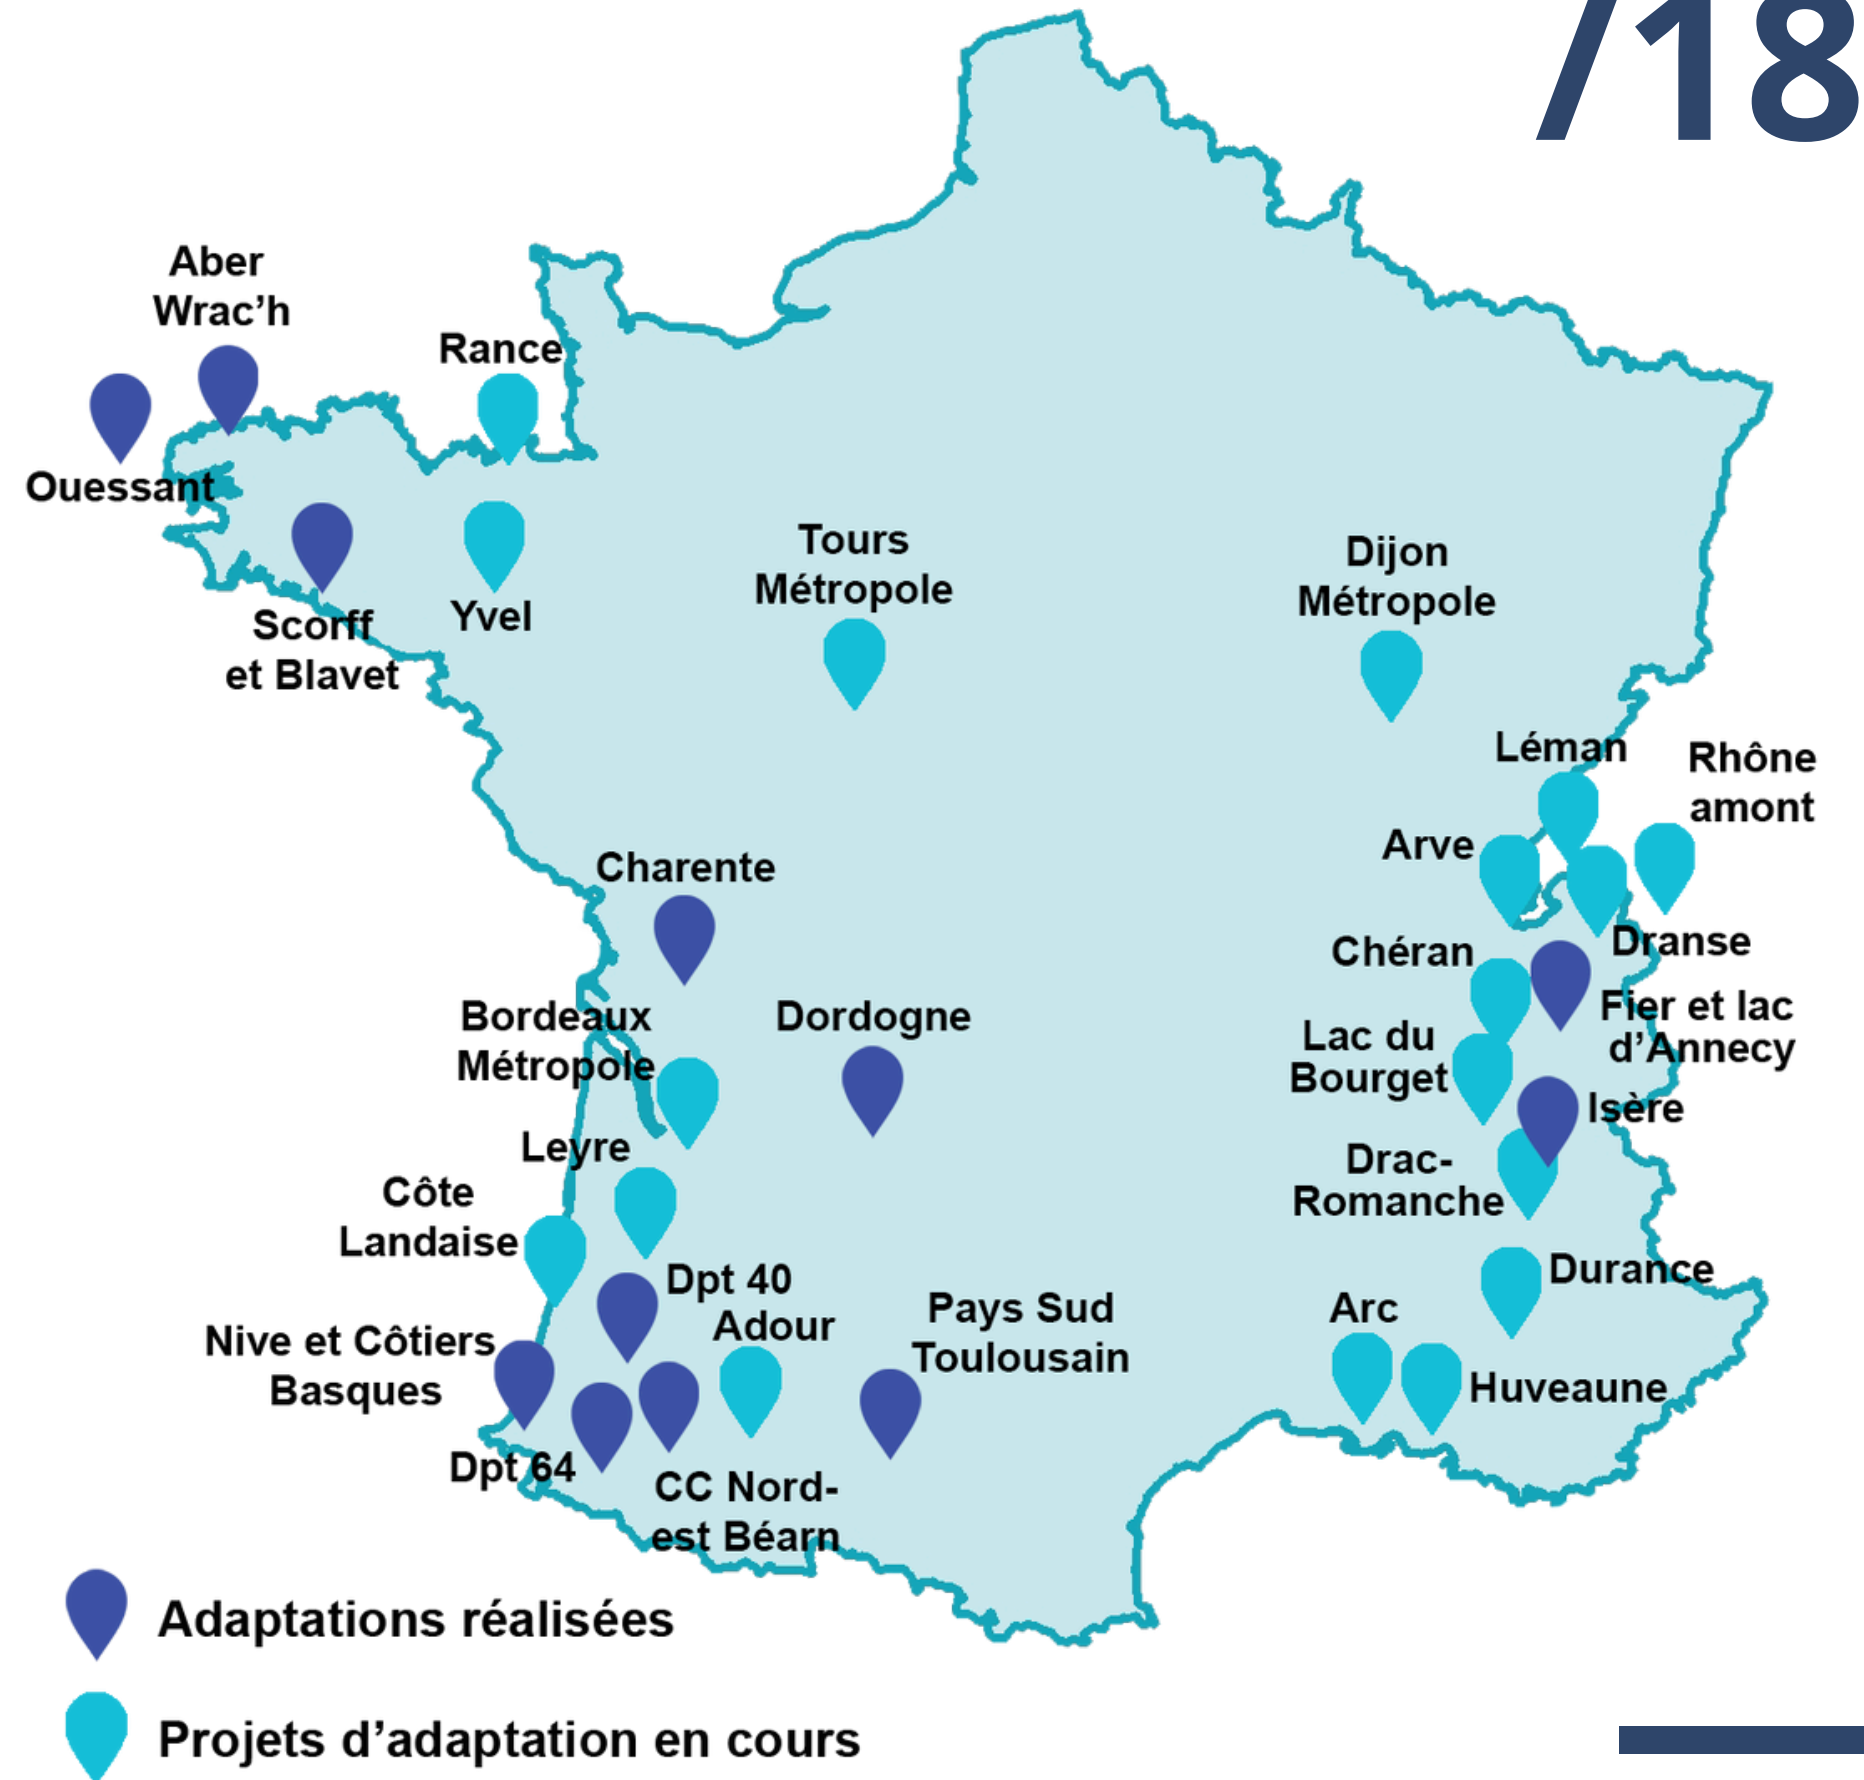 /18
Aber
Wrac’h
Rance
Ouessant
Scorff
et Blavet
Yvel
Tours
Métropole
Dijon
Métropole
Léman
Rhône
amont
Arve
Charente
Dranse
Chéran
Fier et lac
d’Annecy
Bordeaux
Métropole
Dordogne
Lac du
Bourget
Isère
Leyre
Drac-
Romanche
Côte
Landaise
Dpt 40
Durance
Adour
Pays Sud
Toulousain
Arc
Nive et Côtiers
Basques
Huveaune
Dpt 64
CC Nord-
est Béarn
Adaptations réalisées
Projets d’adaptation en cours